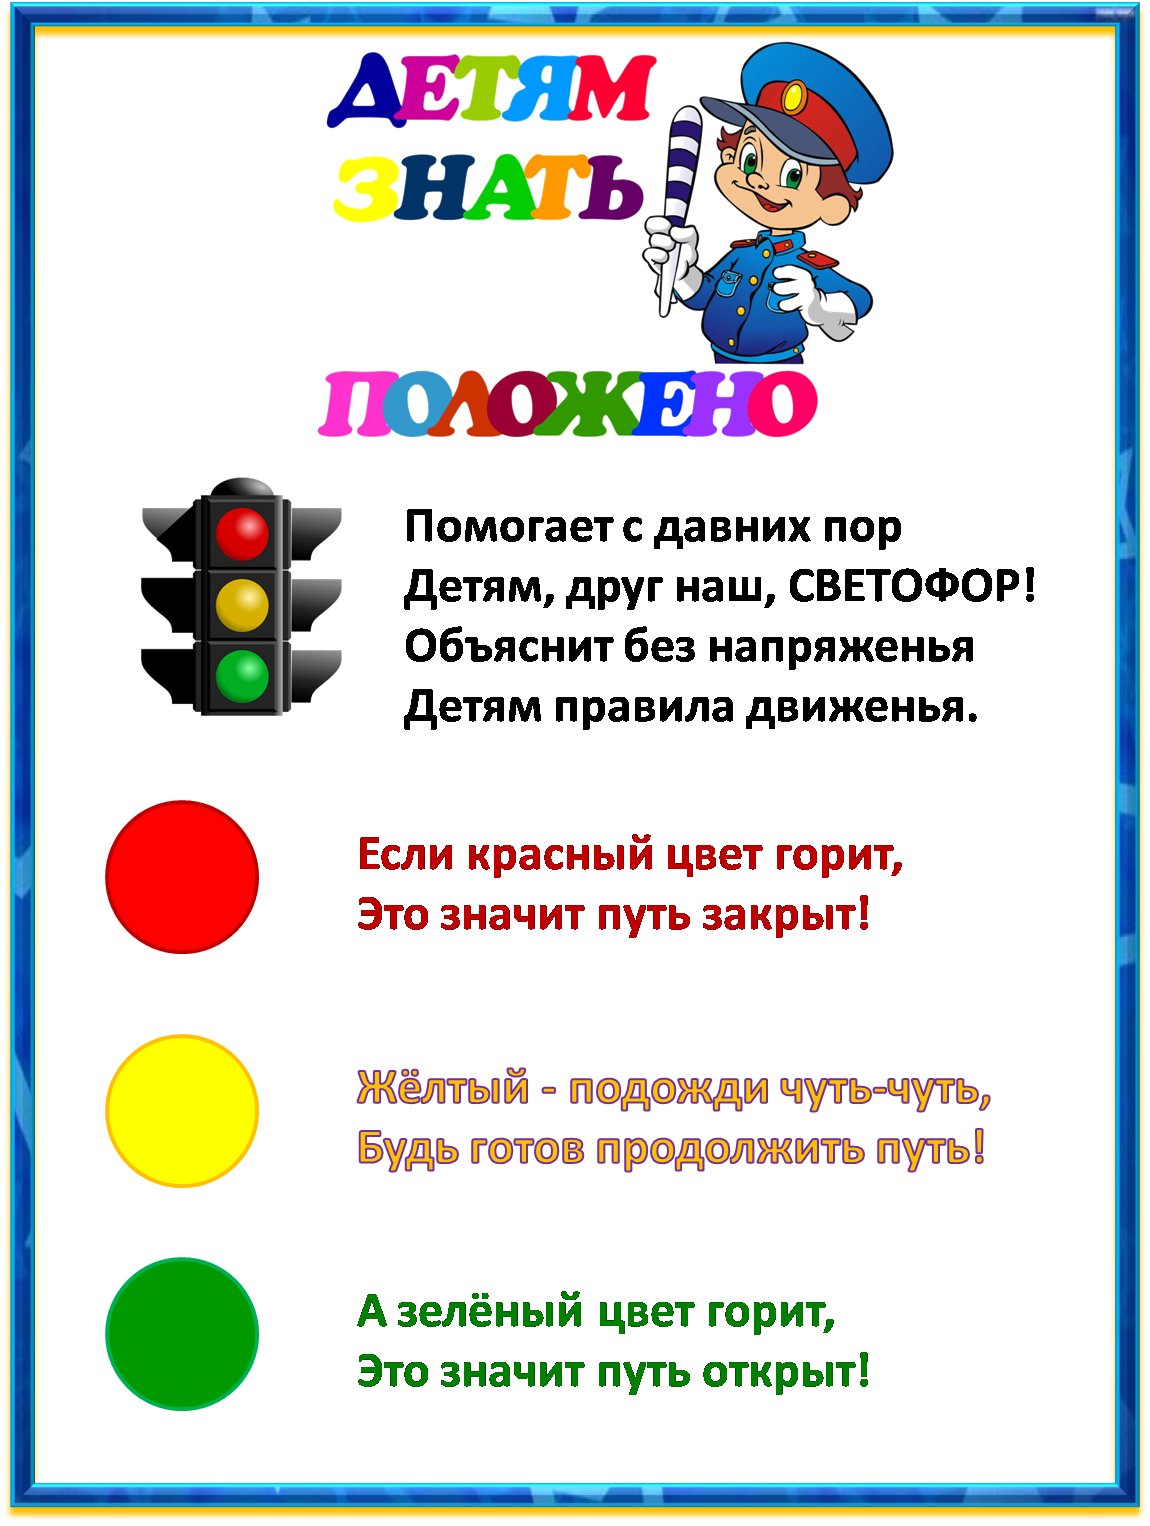 ДЕТЯМ
ЗНАТЬ
ПОЛОЖЕНО
Помогает с давних пор
Детям, друг наш, СВЕТОФОР!
Объяснит без напряженья
Детям правила движенья.
Если красный цвет горит,
Это значит путь закрыт!
Жёлтый - подожди чуть-чуть,
Будь готов продолжить путь!
А зелёный цвет горит,
Это значит путь открыт!